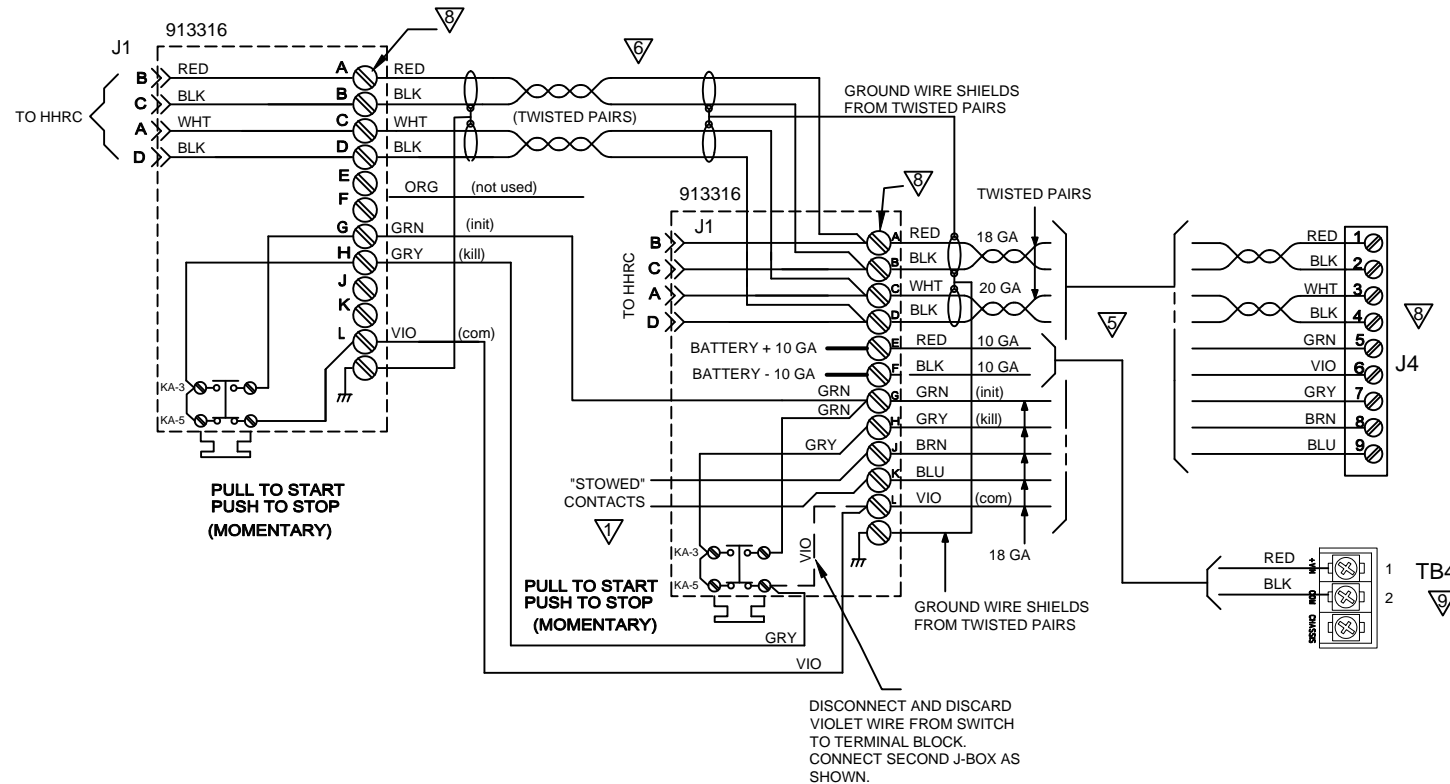 913316
J1
TO HHRC
B RED
C BLK
A WHT
D BLK
A RED
B BLK
C WHT
D BLK
E
F
ORG (not used)
G GRN (init)
H GRY (kill)
J
K
L VIO (com)
KA-3
KA-5
PULL TO START
PUSH TO STOP
(MOMENTARY)
8
6
(TWISTED PAIRS)
GROUND WIRE SHIELDS
FROM TWISTED PAIRS
913316
J1
8
TWISTED PAIRS
TO HHRC
B
C
A
D
A RED 18 GA
B BLK
C WHT 20 GA
D BLK
BATTERY + 10 GA E RED 10 GA
BATTERY - 10 GA F BLK 10 GA
GRN G GRN (init)
GRN
H GRY (kill)
GRY
J BRN
K BLU
"STOWED"
CONTACTS
1
L VIO (com)
VIO
18 GA
KA-3
KA-5
PULL TO START
PUSH TO STOP
(MOMENTARY)
GRY
VIO
GROUND WIRE SHIELDS
FROM TWISTED PAIRS
DISCONNECT AND DISCARD
VIOLET WIRE FROM SWITCH
TO TERMINAL BLOCK.
CONNECT SECOND J-BOX AS
SHOWN.
5
RED 1
BLK 2
WHT 3
BLK 4
GRN 5
VIO 6
GRY 7
BRN 8
BLU 9
8
J4
RED +VIN 1
BLK COM 2
CHASSIS
TB4
9